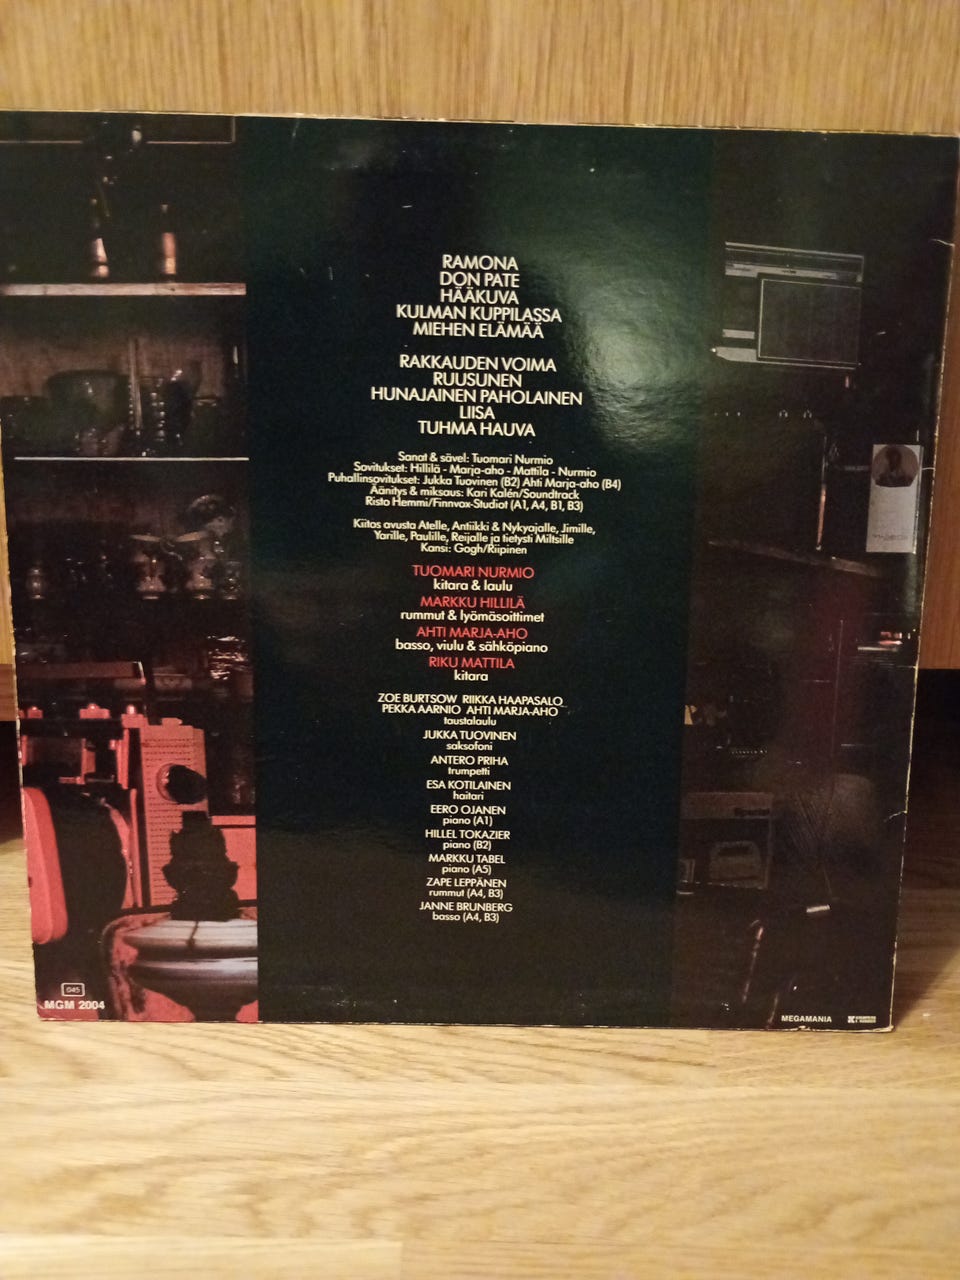 RAMONA
DON PATE
HÄÄKUVA
KULMAN KUPPILASSA
MIEHEN ELÄMÄÄ
RAKKAUDEN VOIMA
RUUSUNEN
HUNAJAINEN PAHOLAINEN
LIISA
TUHMA HAUVA
Sanat & sävel: Tuomari Nurmio
Sovitukset: Hillilä - Marja-aho - Mattila - Nurmio
Puhallinsovitukset: Jukka Tuovinen (B2) Ahti Marja-aho (B4)
Äänitys & miksaus: Kari Kalén/Soundtrack
Risto Hemmi/Finnvox-Studiot (A1, A4, B1, B3)
Kiitos avusta Atelle, Antiikki & Nykyajalle, Jimille,
Yarille, Paulille, Reijalle ja tietysti Miltsille
Kansi: Gogh/Riipinen
TUOMARI NURMIO
kitara & laulu
MARKKU HILLILÄ
rummut & lyömäsoittimet
AHTI MARJA-AHO
basso, viulu & sähköpiano
RIKU MATTILA
kitara
ZOE BURTSOW RIIKKA HAAPASALO
PEKKA AARNIO AHTI MARJA-AHO
taustalaulu
JUKKA TUOVINEN
saksofoni
ANTERO PRIHA
trumpetti
ESA KOTILAINEN
haitari
EERO OJANEN
piano (A1)
HILLEL TOKAZIER
piano (B2)
MARKKU TABEL
piano (A5)
ZAPE LEPPÄNEN
rummut (A4, B3)
JANNE BRUNBERG
basso (A4, B3)
045
MGM 2004
MEGAMANIA